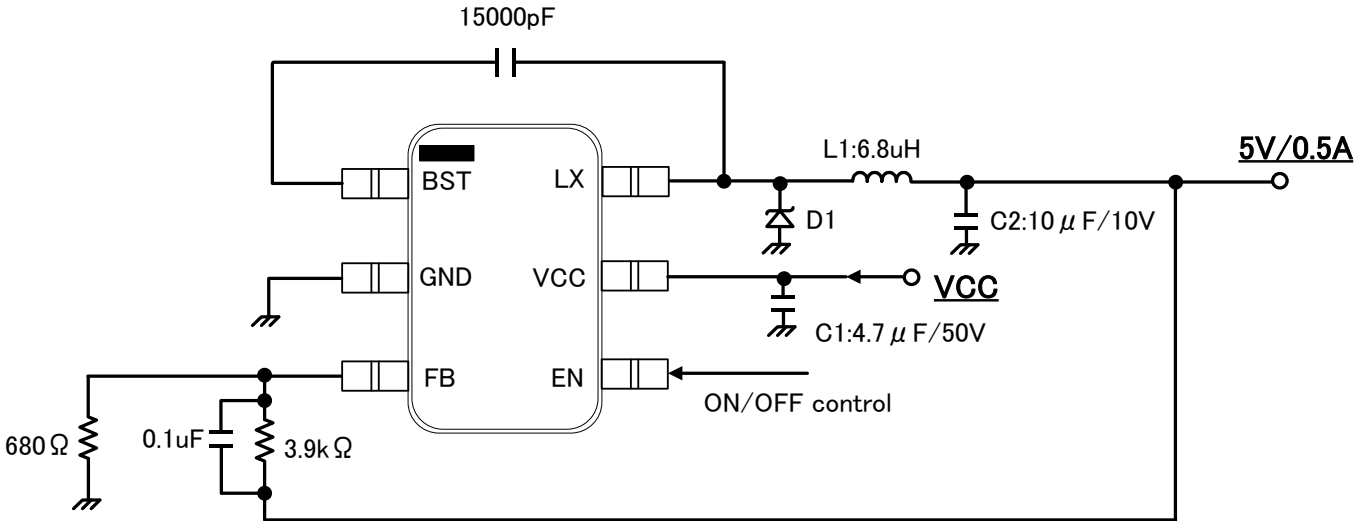 15000pF
L1:6.8uH
5V/0.5A
BST
LX
D1
C2:10μF/10V
GND
VCC
VCC
C1:4.7μF/50V
FB
EN
ON/OFF control
680Ω
0.1uF
3.9kΩ